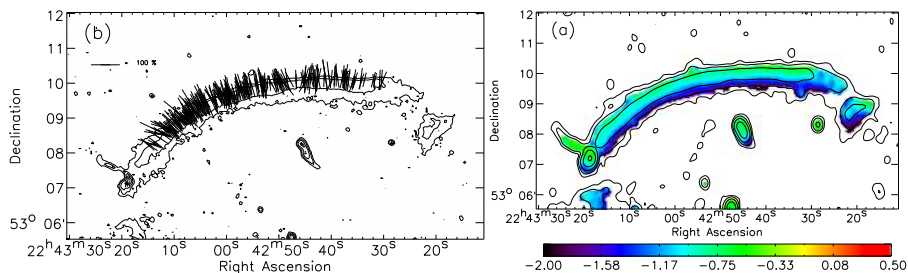 (b)
100 %
Declination
12
11
10
09
08
07
53° 06'
22ʰ43ᵐ30ˢ 20ˢ 10ˢ 00ˢ 42ᵐ50ˢ 40ˢ 30ˢ 20ˢ
Right Ascension
(a)
Declination
12
11
10
09
08
07
53° 06'
22ʰ43ᵐ30ˢ 20ˢ 10ˢ 00ˢ 42ᵐ50ˢ 40ˢ 30ˢ 20ˢ
Right Ascension
−2.00 −1.58 −1.17 −0.75 −0.33 0.08 0.50